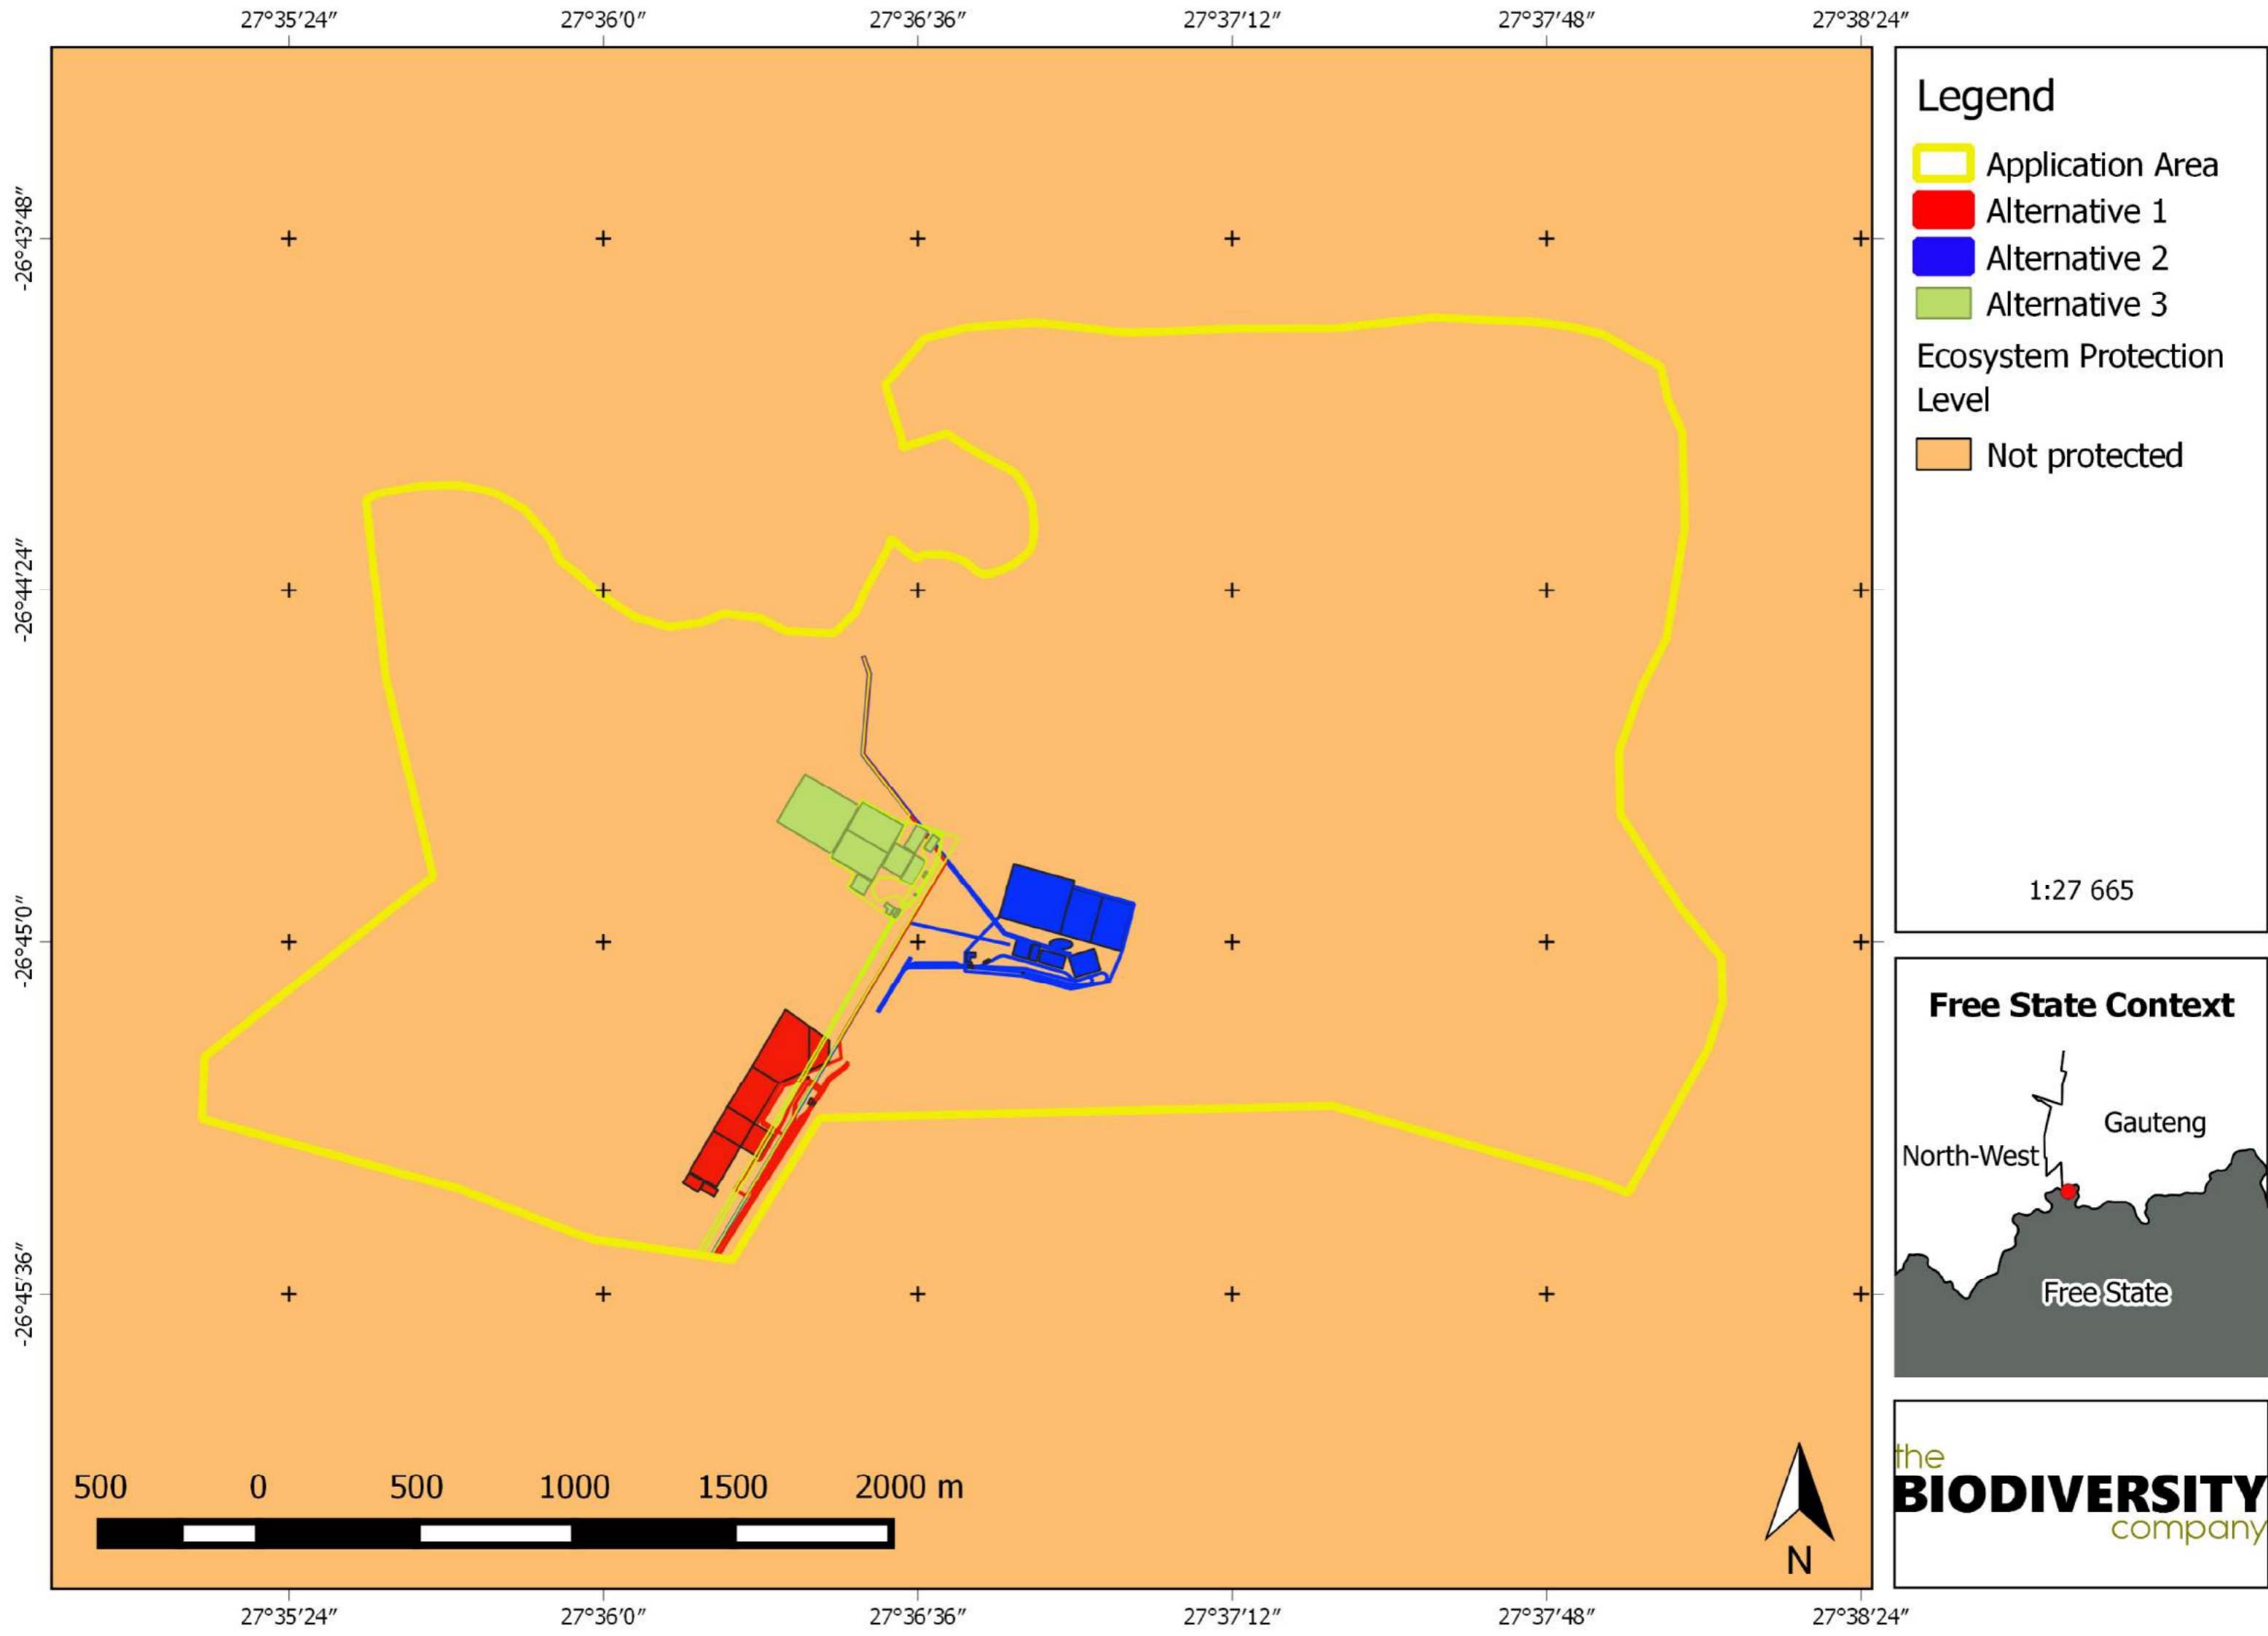 27°35′24″ 27°36′0″ 27°36′36″ 27°37′12″ 27°37′48″ 27°38′24″
-26°43′48″
-26°44′24″
-26°45′0″
-26°45′36″
500 0 500 1000 1500 2000 m
N
27°35′24″ 27°36′0″ 27°36′36″ 27°37′12″ 27°37′48″ 27°38′24″
Legend
Application Area
Alternative 1
Alternative 2
Alternative 3
Ecosystem Protection
Level
Not protected
1:27 665
Free State Context
Gauteng
North-West
Free State
the
BIODIVERSITY
company